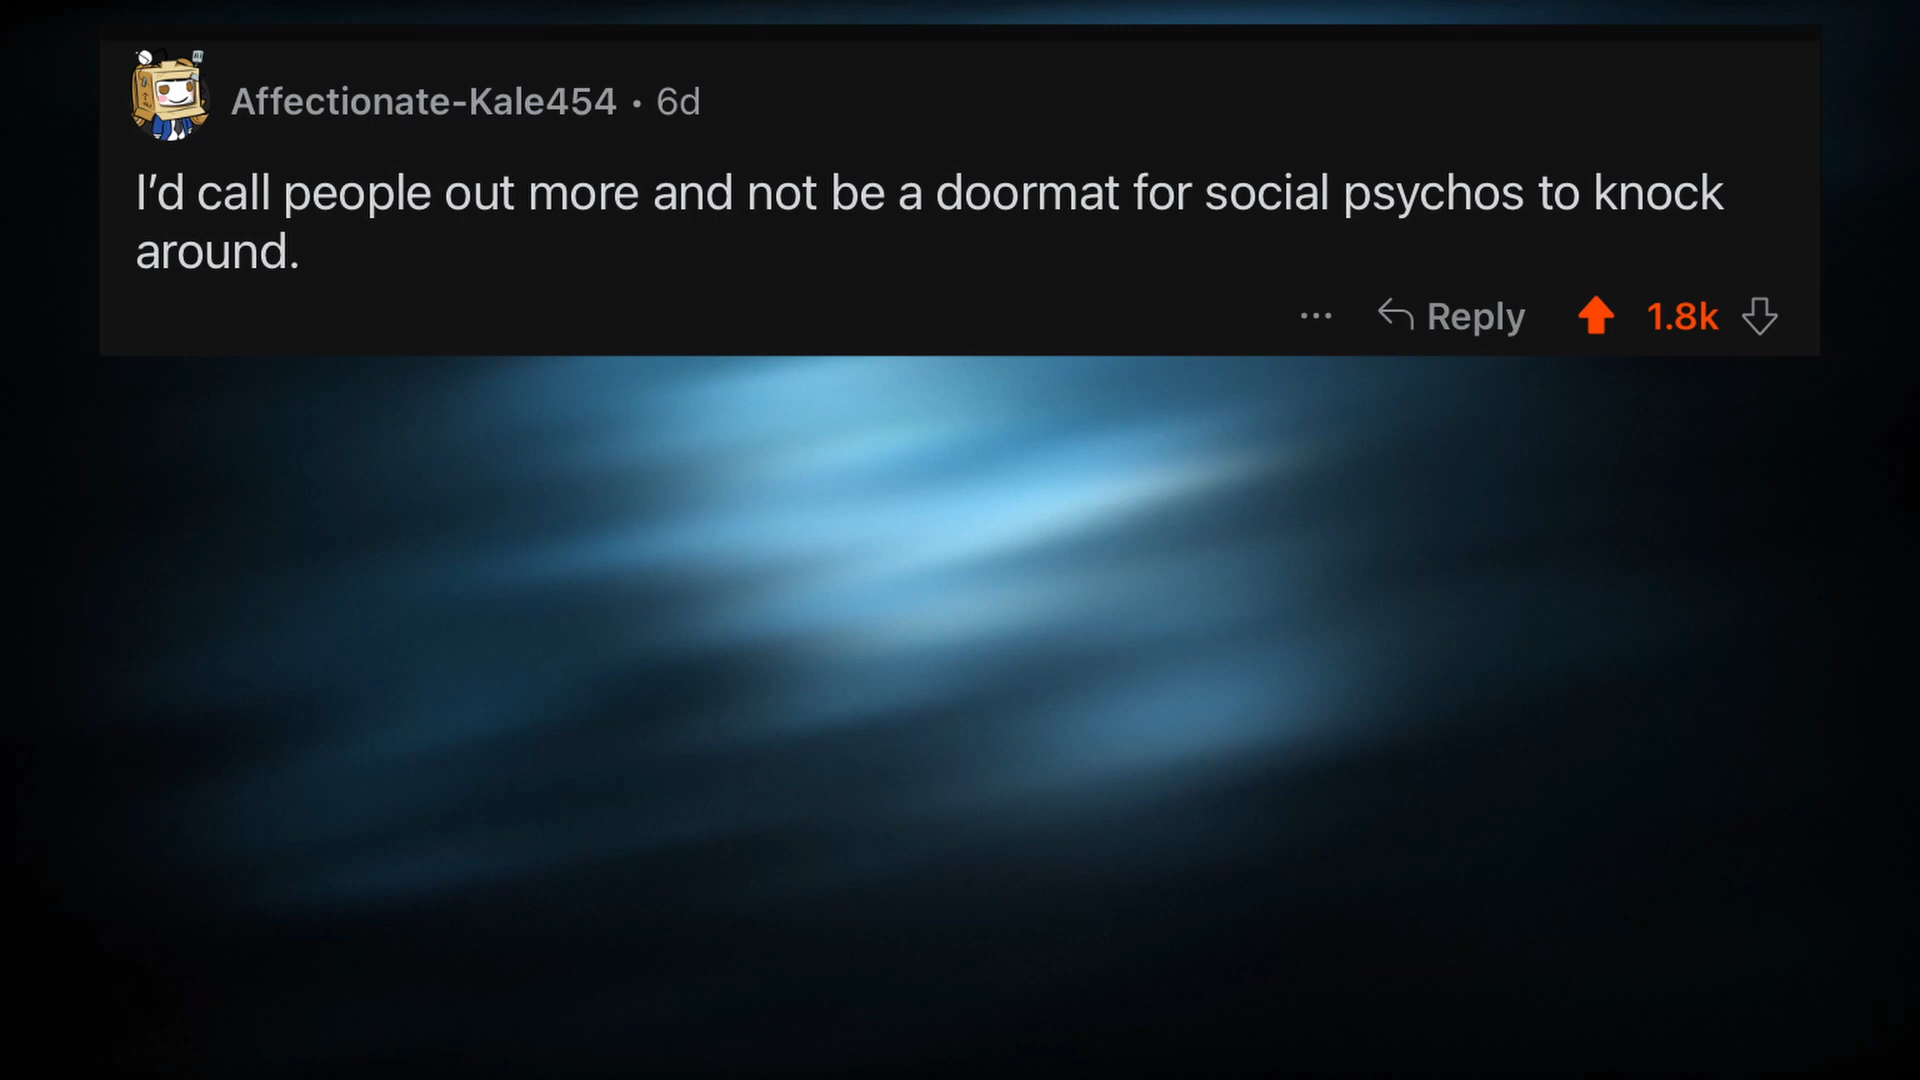 Affectionate-Kale454 • 6d
I’d call people out more and not be a doormat for social psychos to knock
around.
... Reply 1.8k